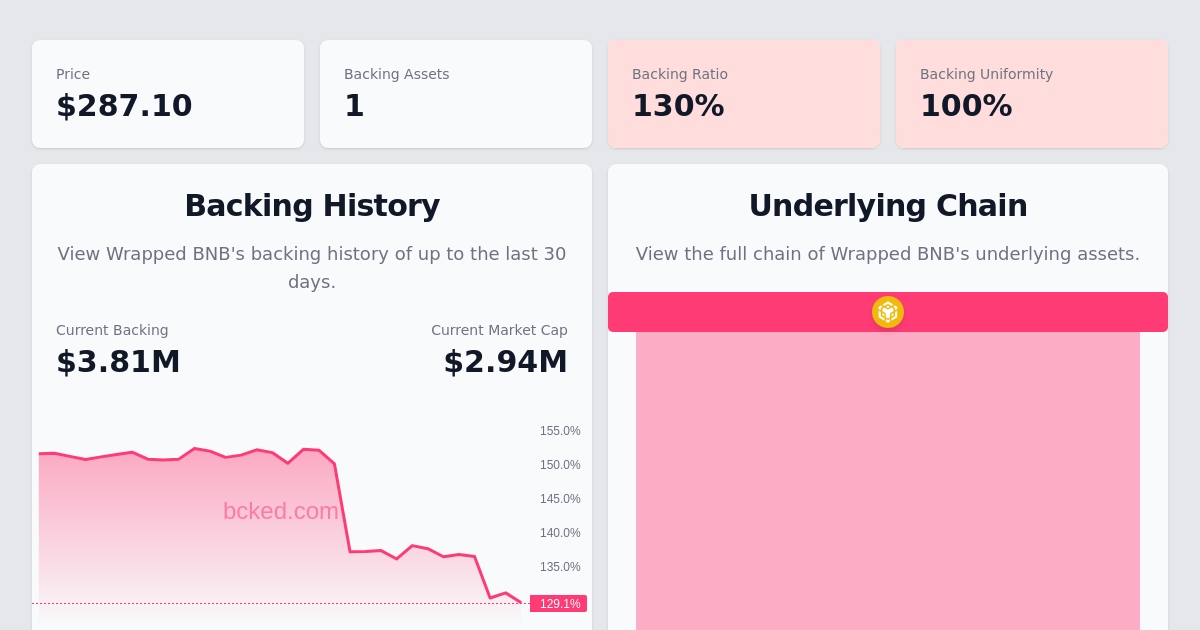 Price
$287.10
Backing Assets
1
Backing Ratio
130%
Backing Uniformity
100%
Backing History
View Wrapped BNB's backing history of up to the last 30
days.
Current Backing
$3.81M
Current Market Cap
$2.94M
155.0%
150.0%
145.0%
140.0%
135.0%
129.1%
bcked.com
Underlying Chain
View the full chain of Wrapped BNB's underlying assets.